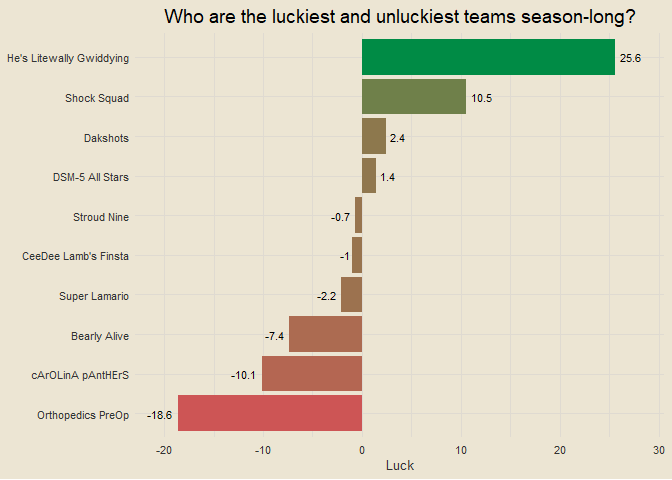 Who are the luckiest and unluckiest teams season-long?
He's Litewally Gwiddying 25.6
Shock Squad 10.5
Dakshots 2.4
DSM-5 All Stars 1.4
Stroud Nine -0.7
CeeDee Lamb's Finsta -1
Super Lamario -2.2
Bearly Alive -7.4
cArOLinA pAntHErS -10.1
Orthopedics PreOp -18.6
-20 -10 0 10 20 30
Luck